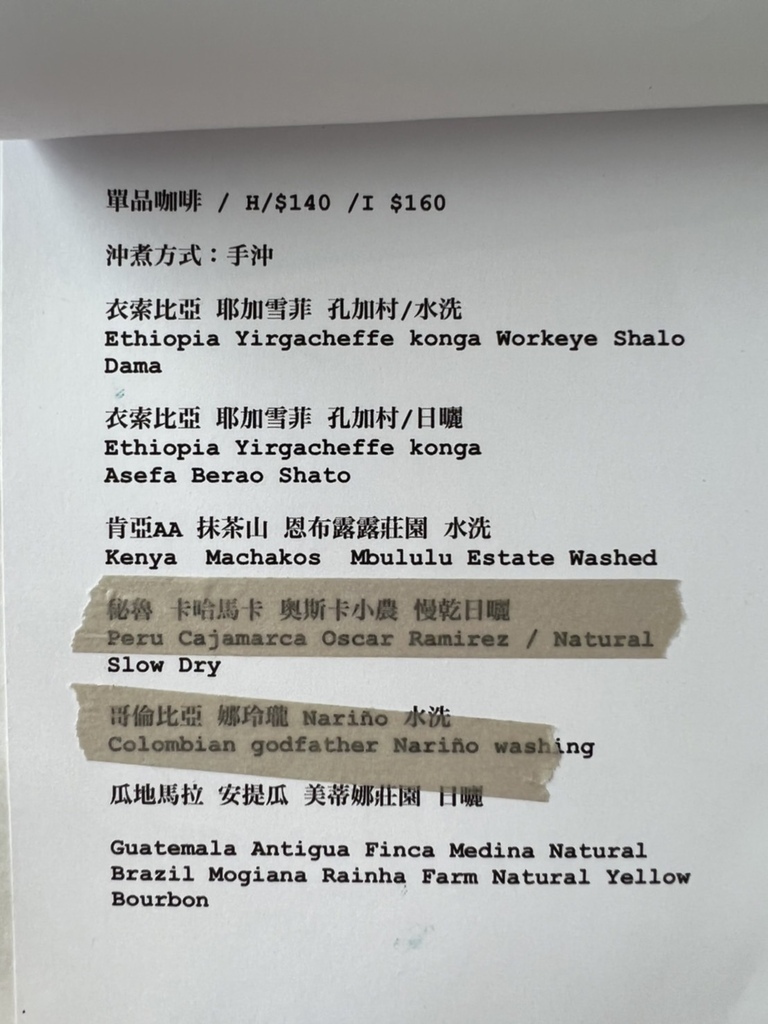 單品咖啡 / H/$140 /I $160
沖煮方式：手沖
衣索比亞 耶加雪菲 孔加村/水洗
Ethiopia Yirgacheffe konga Workeye Shalo
Dama
衣索比亞 耶加雪菲 孔加村/日曬
Ethiopia Yirgacheffe konga
Asefa Berao Shato
肯亞AA 抹茶山 恩布露露莊園 水洗
Kenya Machakos Mbululu Estate Washed
秘魯 卡哈馬卡 奧斯卡小農 慢乾日曬
Peru Cajamarca Oscar Ramirez / Natural
Slow Dry
哥倫比亞 娜玲瓏 Nariño 水洗
Colombian godfather Nariño washing
瓜地馬拉 安提瓜 美蒂娜莊園 日曬
Guatemala Antigua Finca Medina Natural
Brazil Mogiana Rainha Farm Natural Yellow
Bourbon